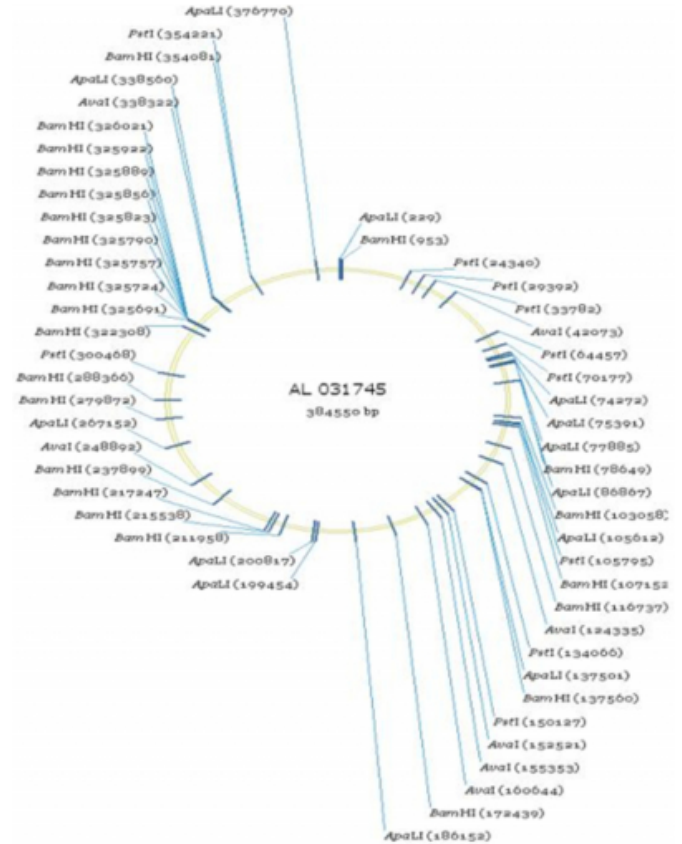 ApaLI (376770)
PstI (354221)
BamHI (354081)
ApaLI (338560)
AvaI (338322)
BamHI (326021)
BamHI (325922)
BamHI (325889)
BamHI (325856)
BamHI (325823)
BamHI (325790)
BamHI (325757)
BamHI (325724)
BamHI (325691)
BamHI (322308)
PstI (300468)
BamHI (288366)
BamHI (279872)
ApaLI (267152)
AvaI (248892)
BamHI (237899)
BamHI (217247)
BamHI (215538)
BamHI (211958)
ApaLI (200817)
ApaLI (199454)
AL 031745
384550 bp
ApaLI (229)
BamHI (953)
PstI (24340)
PstI (29392)
PstI (33782)
AvaI (42073)
PstI (64457)
PstI (70177)
ApaLI (74272)
ApaLI (75391)
ApaLI (77885)
BamHI (78649)
ApaLI (86867)
BamHI (103058)
ApaLI (105612)
PstI (105795)
BamHI (107152
BamHI (116737)
AvaI (124335)
PstI (134066)
ApaLI (137501)
BamHI (137560)
PstI (150127)
AvaI (152521)
AvaI (155353)
AvaI (160644)
BamHI (172439)
ApaLI (186152)